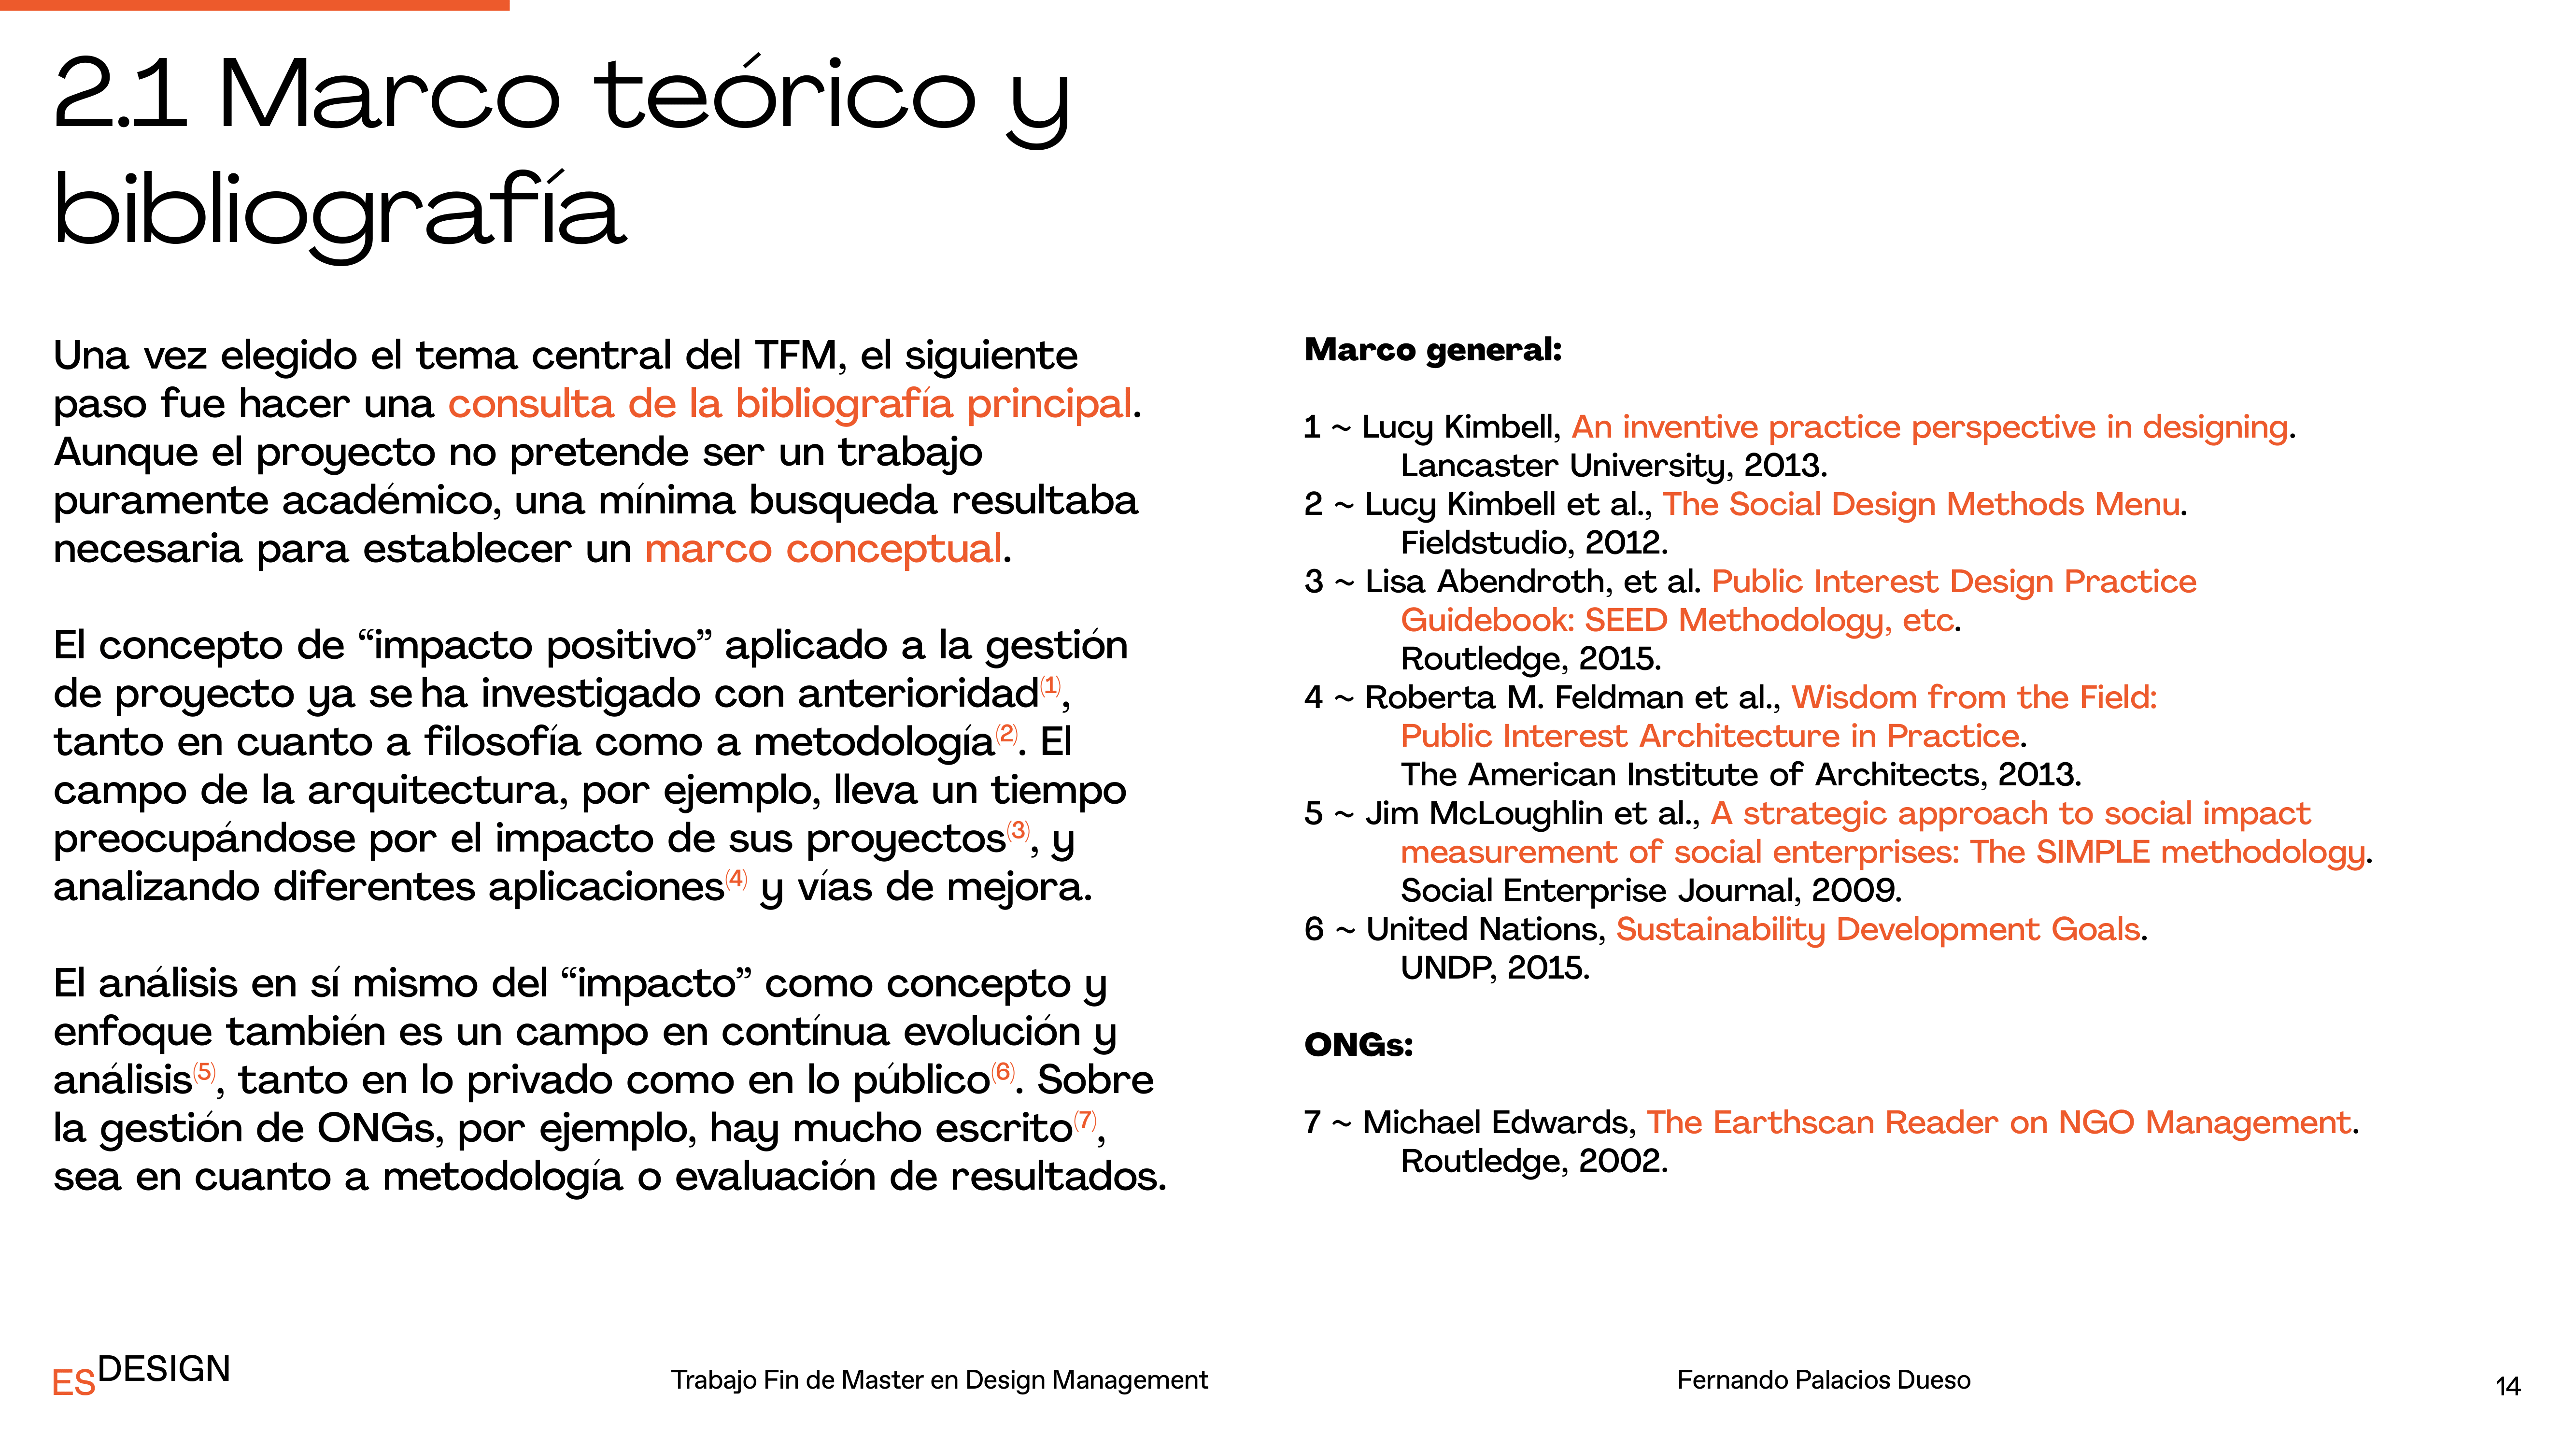 2.1 Marco teórico y
bibliografía
Una vez elegido el tema central del TFM, el siguiente
paso fue hacer una consulta de la bibliografía principal.
Aunque el proyecto no pretende ser un trabajo
puramente académico, una mínima busqueda resultaba
necesaria para establecer un marco conceptual.
El concepto de “impacto positivo” aplicado a la gestión
de proyecto ya se ha investigado con anterioridad(1),
tanto en cuanto a filosofía como a metodología(2). El
campo de la arquitectura, por ejemplo, lleva un tiempo
preocupándose por el impacto de sus proyectos(3), y
analizando diferentes aplicaciones(4) y vías de mejora.
El análisis en sí mismo del “impacto” como concepto y
enfoque también es un campo en contínua evolución y
análisis(5), tanto en lo privado como en lo público(6). Sobre
la gestión de ONGs, por ejemplo, hay mucho escrito(7),
sea en cuanto a metodología o evaluación de resultados.
Marco general:
1 ~ Lucy Kimbell, An inventive practice perspective in designing.
Lancaster University, 2013.
2 ~ Lucy Kimbell et al., The Social Design Methods Menu.
Fieldstudio, 2012.
3 ~ Lisa Abendroth, et al. Public Interest Design Practice
Guidebook: SEED Methodology, etc.
Routledge, 2015.
4 ~ Roberta M. Feldman et al., Wisdom from the Field:
Public Interest Architecture in Practice.
The American Institute of Architects, 2013.
5 ~ Jim McLoughlin et al., A strategic approach to social impact
measurement of social enterprises: The SIMPLE methodology.
Social Enterprise Journal, 2009.
6 ~ United Nations, Sustainability Development Goals.
UNDP, 2015.
ONGs:
7 ~ Michael Edwards, The Earthscan Reader on NGO Management.
Routledge, 2002.
ESDESIGN
Trabajo Fin de Master en Design Management
Fernando Palacios Dueso
14